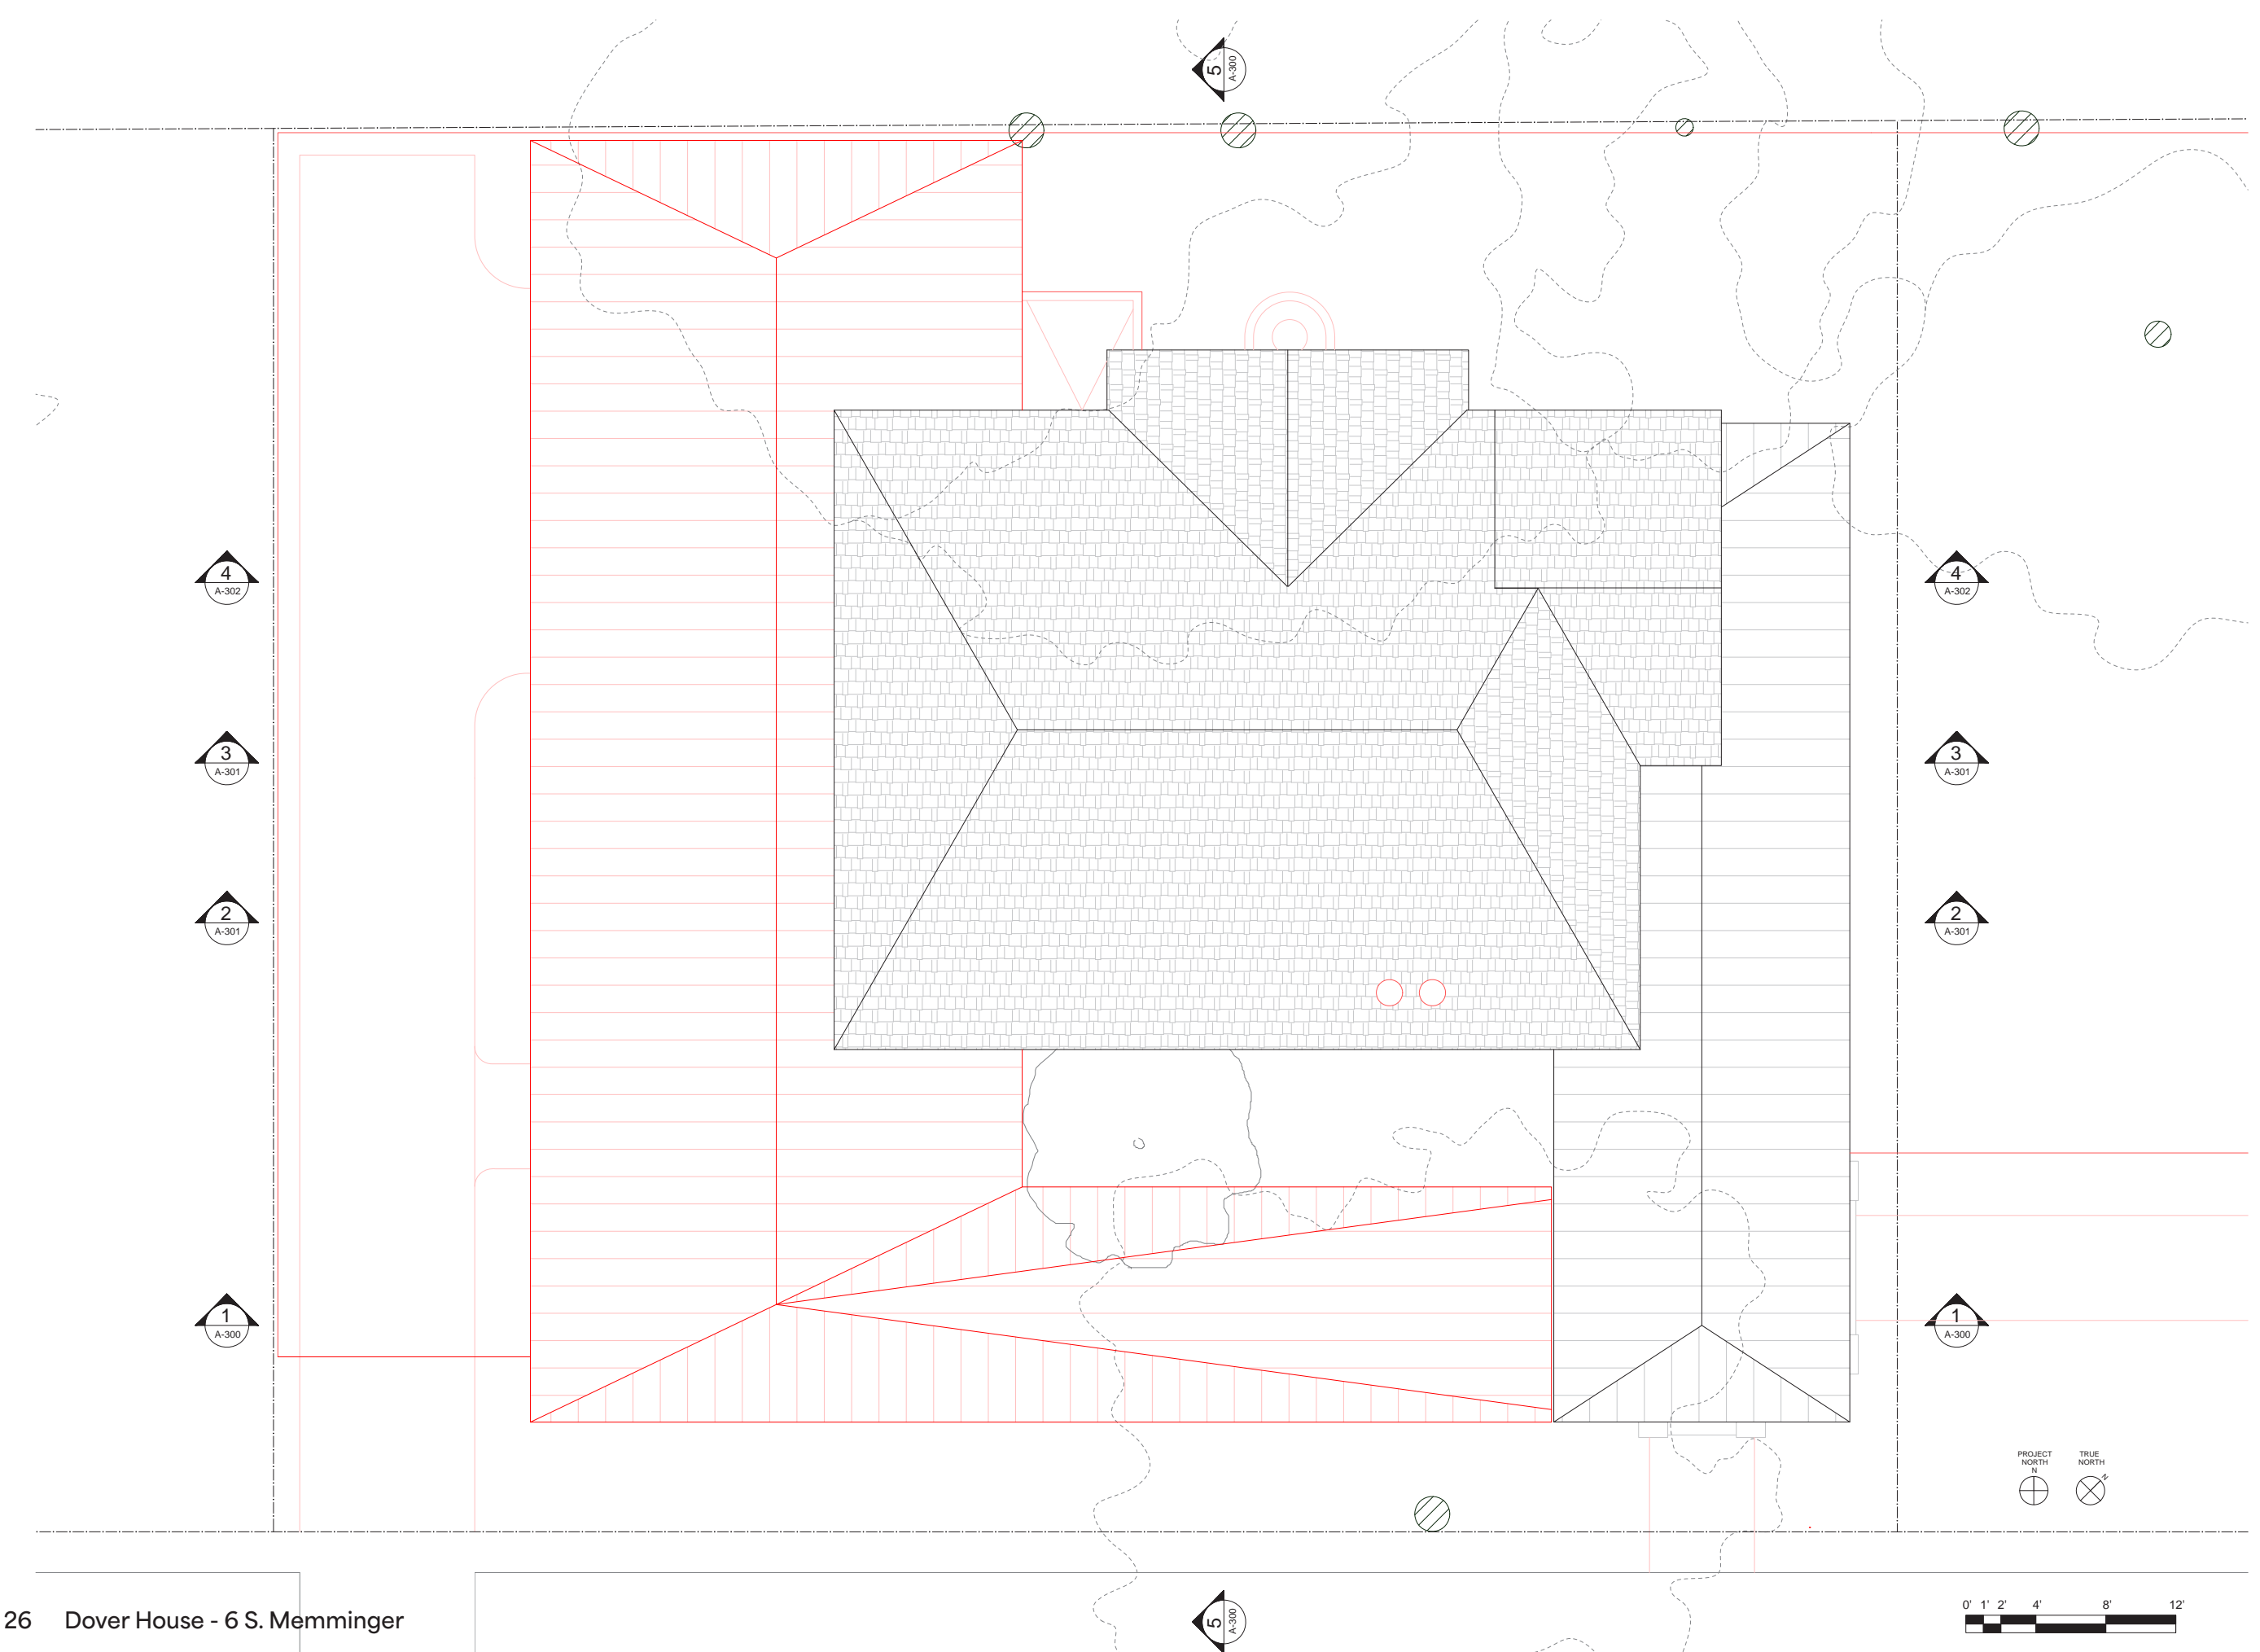 5
A-300
4
A-302
4
A-302
3
A-301
3
A-301
2
A-301
2
A-301
1
A-300
1
A-300
PROJECT
NORTH
N
TRUE
NORTH
N
0' 1' 2' 4' 8' 12'
26 Dover House - 6 S. Memminger
5
A-300